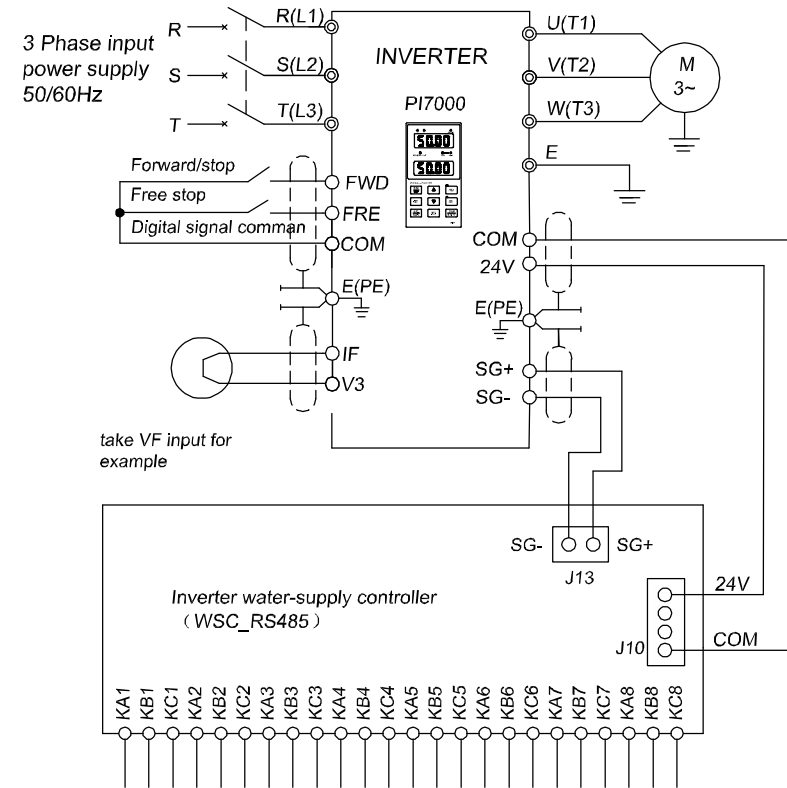 R(L1)
R
3 Phase input
power supply
50/60Hz
S(L2)
S
T(L3)
T
INVERTER
PI7000
50.00
50.00
U(T1)
V(T2)
W(T3)
M
3~
E
Forward/stop
FWD
Free stop
FRE
Digital signal comman
COM
E(PE)
IF
V3
COM
24V
E(PE)
SG+
SG-
take VF input for
example
SG-
SG+
J13
Inverter water-supply controller
（WSC_RS485）
24V
J10
COM
KA1
KB1
KC1
KA2
KB2
KC2
KA3
KB3
KC3
KA4
KB4
KC4
KA5
KB5
KC5
KA6
KB6
KC6
KA7
KB7
KC7
KA8
KB8
KC8